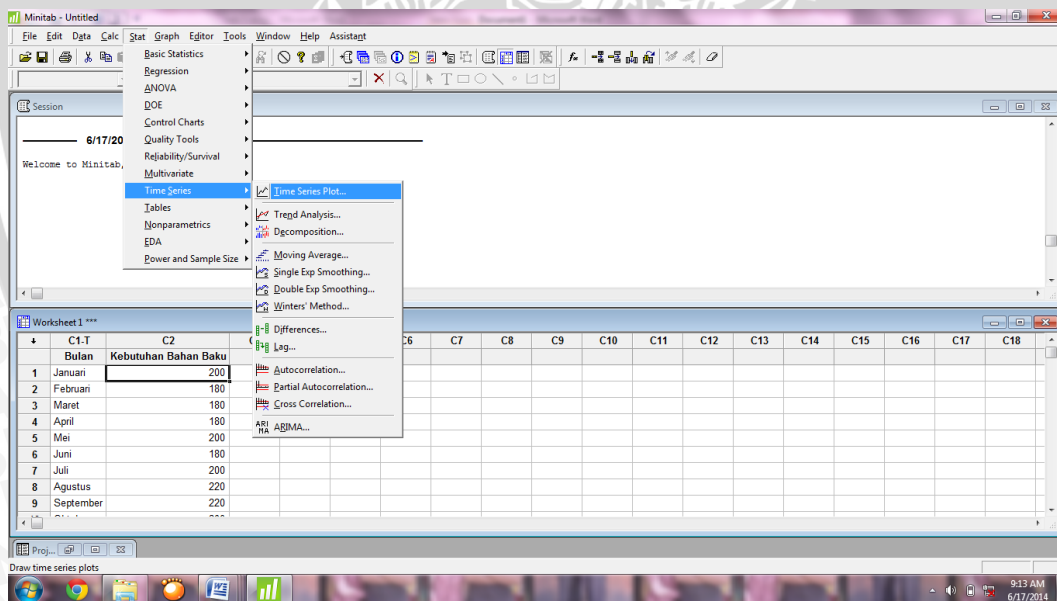 Minitab - Untitled
File Edit Data Calc Stat Graph Editor Tools Window Help Assistant
Session
6/17/20
Welcome to Minitab,
Basic Statistics
Regression
ANOVA
DOE
Control Charts
Quality Tools
Reliability/Survival
Multivariate
Time Series
Tables
Nonparametrics
EDA
Power and Sample Size
Time Series Plot...
Trend Analysis...
Decomposition...
Moving Average...
Single Exp Smoothing...
Double Exp Smoothing...
Winters' Method...
Differences...
Lag...
Autocorrelation...
Partial Autocorrelation...
Cross Correlation...
ARIMA ARIMA...
Worksheet 1 ***
C1-T C2 C6 C7 C8 C9 C10 C11 C12 C13 C14 C15 C16 C17 C18
Bulan Kebutuhan Bahan Baku
1 Januari 200
2 Februari 180
3 Maret 180
4 April 180
5 Mei 200
6 Juni 180
7 Juli 200
8 Agustus 220
9 September 220
Proj...
Draw time series plots
9:13 AM
6/17/2014